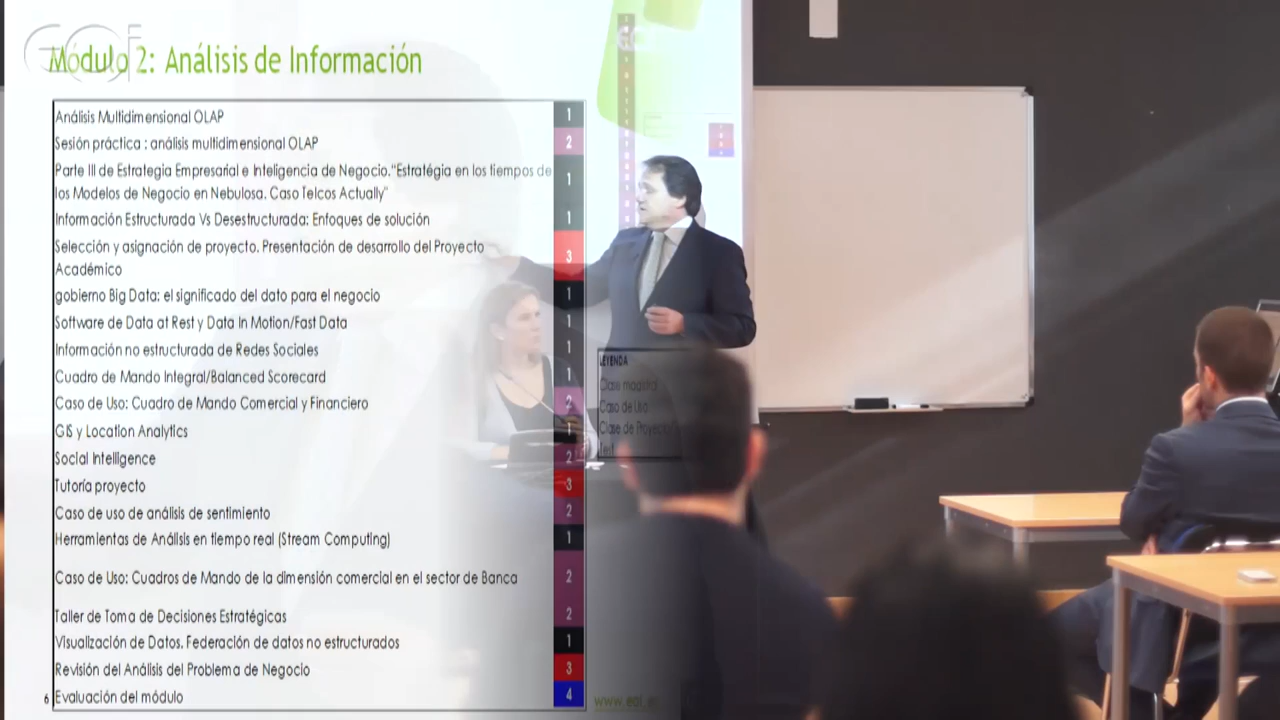 EOI
Módulo 2: Análisis de Información
Análisis Multidimensional OLAP 1
Sesión práctica : análisis multidimensional OLAP 2
Parte III de Estrategia Empresarial e Inteligencia de Negocio."Estratégia en los tiempos de
los Modelos de Negocio en Nebulosa. Caso Telcos Actually" 1
Información Estructurada Vs Desestructurada: Enfoques de solución 1
Selección y asignación de proyecto. Presentación de desarrollo del Proyecto
Académico 3
gobierno Big Data: el significado del dato para el negocio 1
Software de Data at Rest y Data In Motion/Fast Data 1
Información no estructurada de Redes Sociales 1
Cuadro de Mando Integral/Balanced Scorecard 1
Caso de Uso: Cuadro de Mando Comercial y Financiero 2
GIS y Location Analytics 1
Social Intelligence 2
Tutoría proyecto 3
Caso de uso de análisis de sentimiento 2
Herramientas de Análisis en tiempo real (Stream Computing) 1
Caso de Uso: Cuadros de Mando de la dimensión comercial en el sector de Banca 2
Taller de Toma de Decisiones Estratégicas 2
Visualización de Datos. Federación de datos no estructurados 1
Revisión del Análisis del Problema de Negocio 3
Evaluación del módulo 4
LEYENDA
Clase magistral
Caso de Uso
Clase de Proyecto
Test
6
www.eoi.e